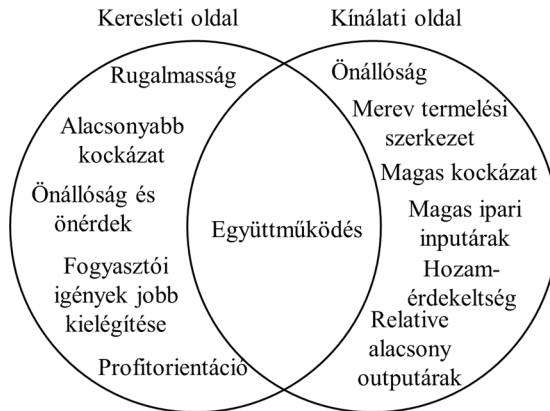 Keresleti oldal
Kínálati oldal
Rugalmasság
Alacsonyabb
kockázat
Önállóság és
önérdek
Fogyasztói
igények jobb
kielégítése
Profitorientáció
Együttműködés
Önállóság
Merev termelési
szerkezet
Magas kockázat
Magas ipari
inputárak
Hozam-
érdekeltség
Relative
alacsony
outputárak